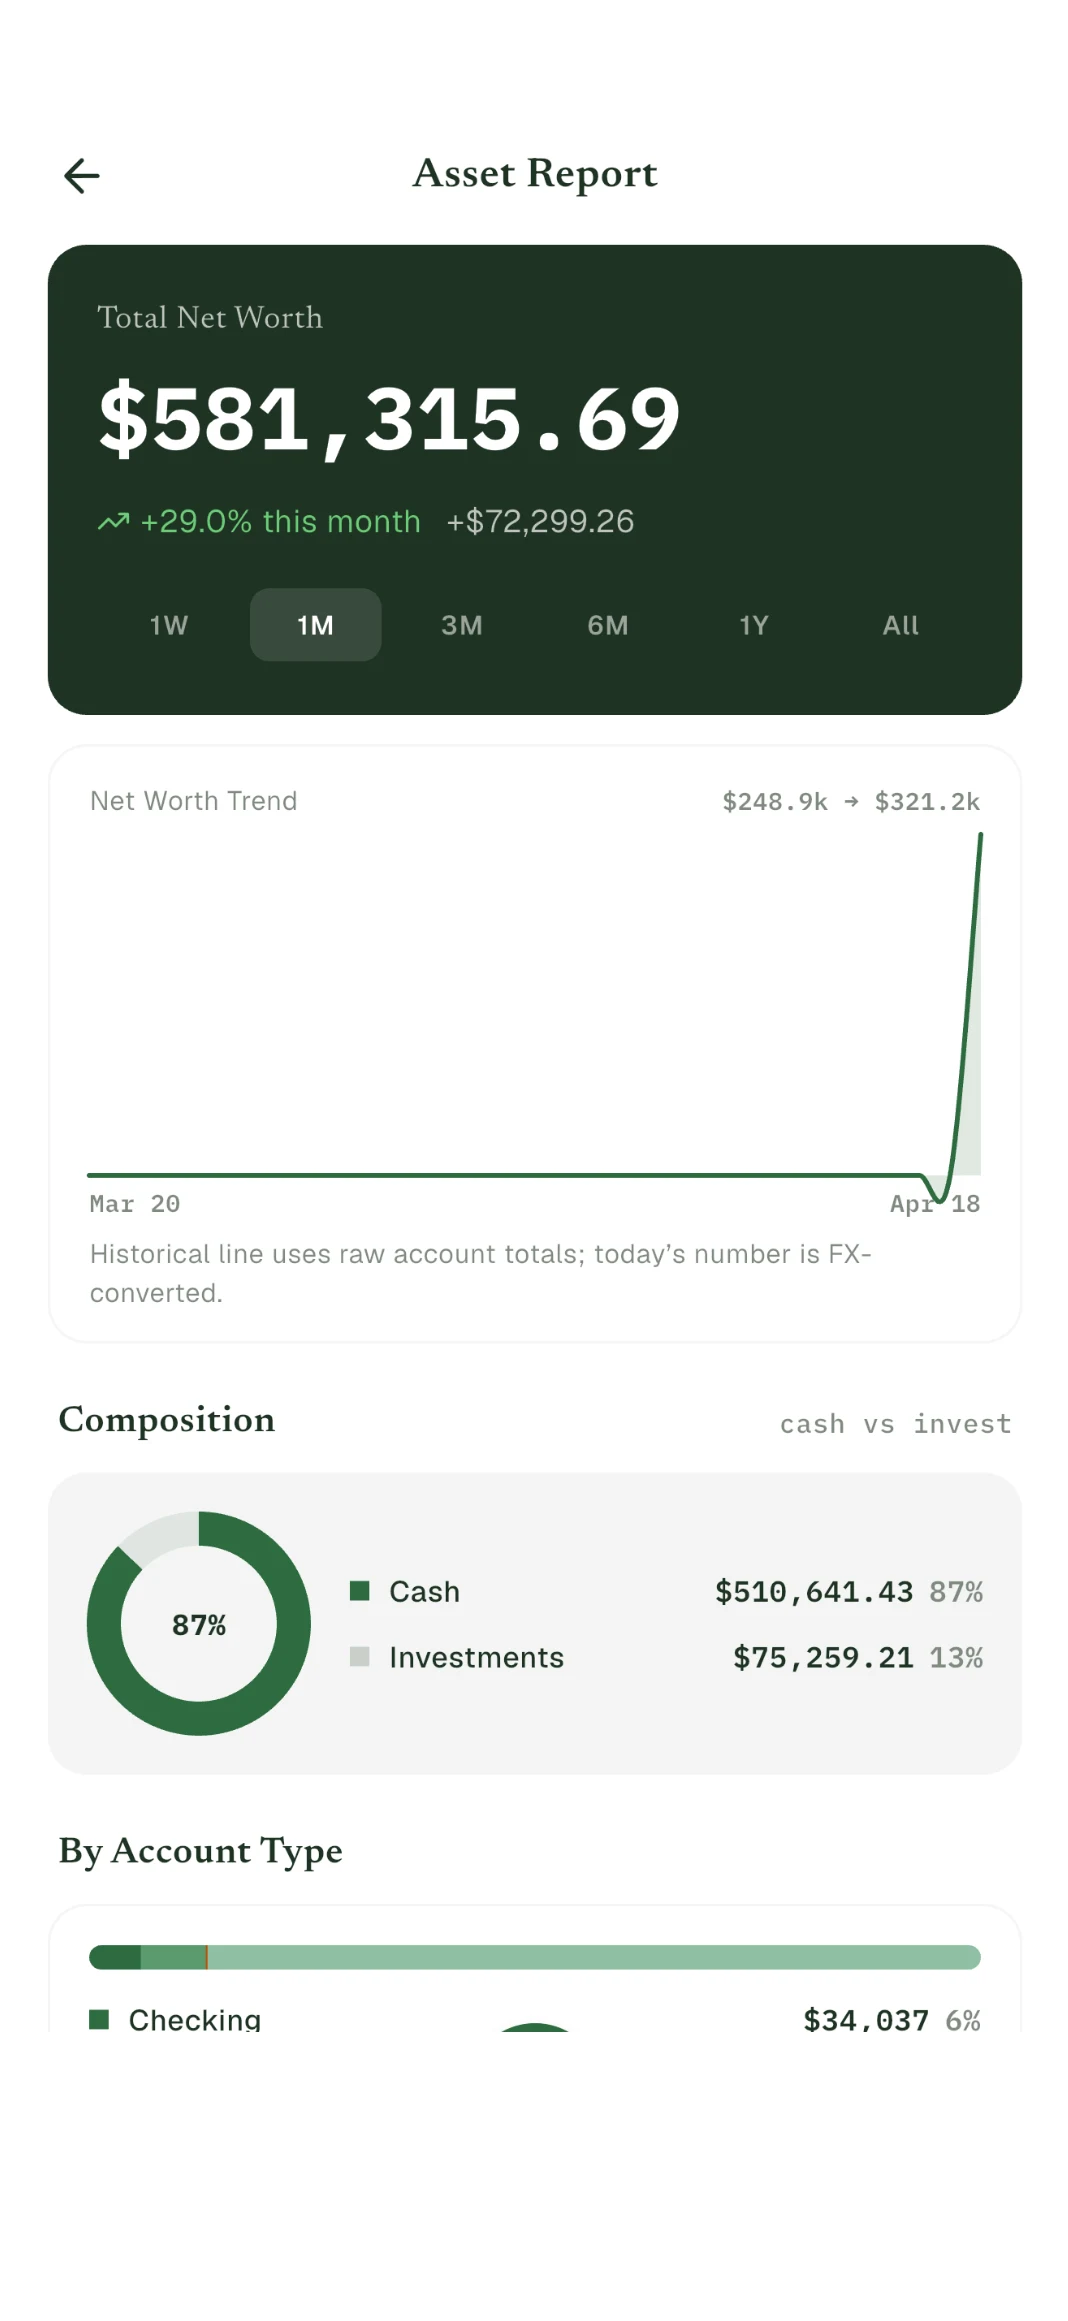 Asset Report
Total Net Worth
$581,315.69
+29.0% this month +$72,299.26
1W 1M 3M 6M 1Y All
Net Worth Trend $248.9k → $321.2k
Mar 20 Apr 18
Historical line uses raw account totals; today’s number is FX-
converted.
Composition cash vs invest
87%
Cash $510,641.43 87%
Investments $75,259.21 13%
By Account Type
Checking $34,037 6%